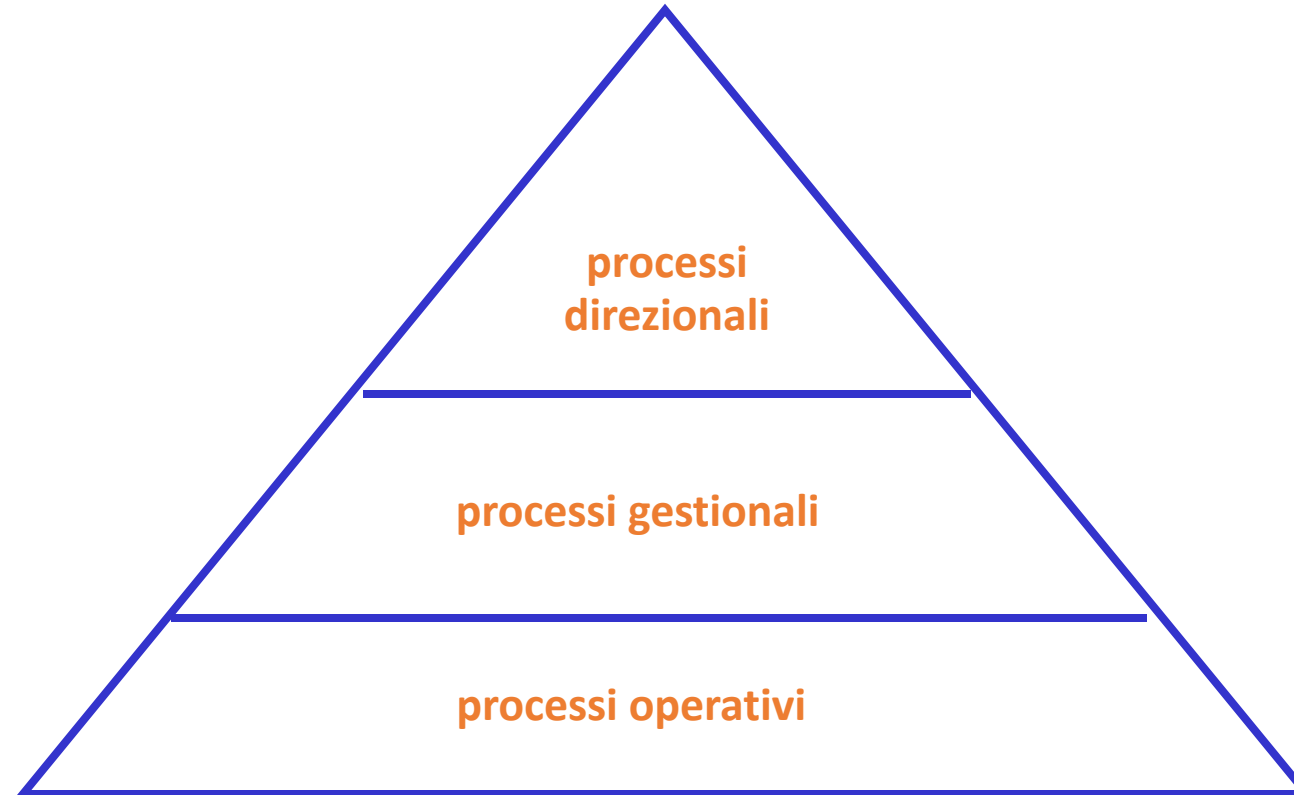 processi
direzionali
processi gestionali
processi operativi